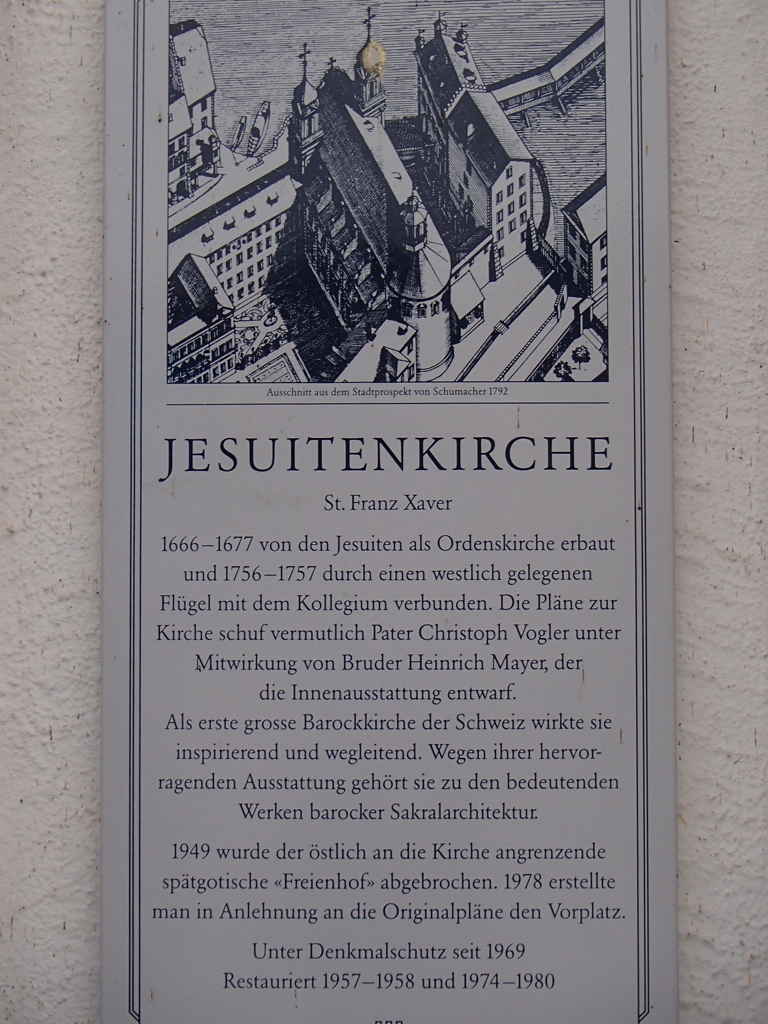 Ausschnitt aus dem Stadtprospekt von Schumacher 1792
JESUITENKIRCHE
St. Franz Xaver
1666–1677 von den Jesuiten als Ordenskirche erbaut
und 1756–1757 durch einen westlich gelegenen
Flügel mit dem Kollegium verbunden. Die Pläne zur
Kirche schuf vermutlich Pater Christoph Vogler unter
Mitwirkung von Bruder Heinrich Mayer, der
die Innenausstattung entwarf.
Als erste grosse Barockkirche der Schweiz wirkte sie
inspirierend und wegleitend. Wegen ihrer hervor-
ragenden Ausstattung gehört sie zu den bedeutenden
Werken barocker Sakralarchitektur.
1949 wurde der östlich an die Kirche angrenzende
spätgotische «Freienhof» abgebrochen. 1978 erstellte
man in Anlehnung an die Originalpläne den Vorplatz.
Unter Denkmalschutz seit 1969
Restauriert 1957–1958 und 1974–1980